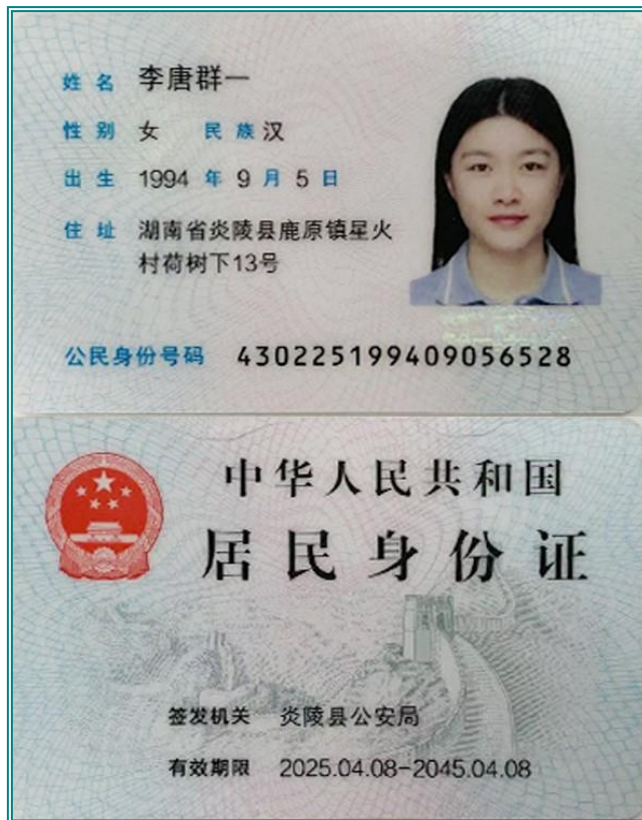 姓名 李唐群一
性别 女 民族 汉
出生 1994 年 9 月 5 日
住址 湖南省炎陵县鹿原镇星火
村荷树下13号
公民身份号码 430225199409056528
中华人民共和国
居民身份证
签发机关 炎陵县公安局
有效期限 2025.04.08-2045.04.08